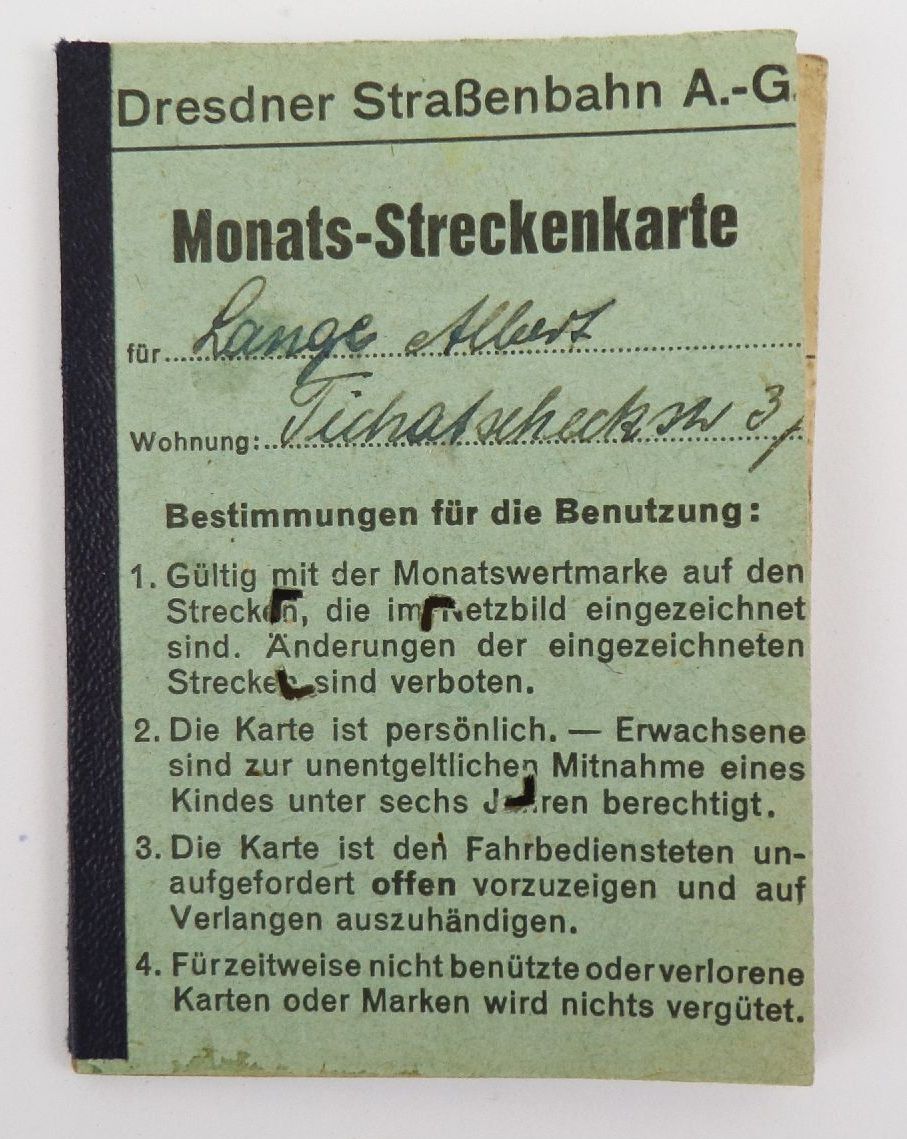 Dresdner Straßenbahn A.-G.
Monats-Streckenkarte
für Lange Albert
Wohnung: Tichatscheckstr 3
Bestimmungen für die Benutzung:
1. Gültig mit der Monatswertmarke auf den
Strecken, die im Netzbild eingezeichnet
sind. Änderungen der eingezeichneten
Strecken sind verboten.
2. Die Karte ist persönlich. — Erwachsene
sind zur unentgeltlichen Mitnahme eines
Kindes unter sechs Jahren berechtigt.
3. Die Karte ist den Fahrbediensteten un-
aufgefordert offen vorzuzeigen und auf
Verlangen auszuhändigen.
4. Für zeitweise nicht benützte oder verlorene
Karten oder Marken wird nichts vergütet.